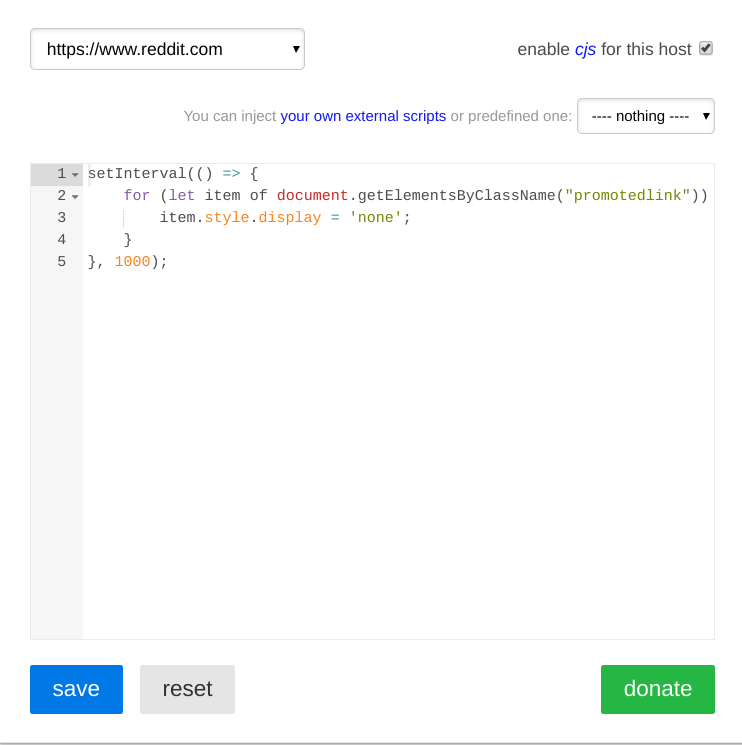 https://www.reddit.com
enable cjs for this host
You can inject your own external scripts or predefined one: ---- nothing ----
1 setInterval(() => {
2     for (let item of document.getElementsByClassName("promotedlink"))
3         item.style.display = 'none';
4     }
5 }, 1000);
save reset donate